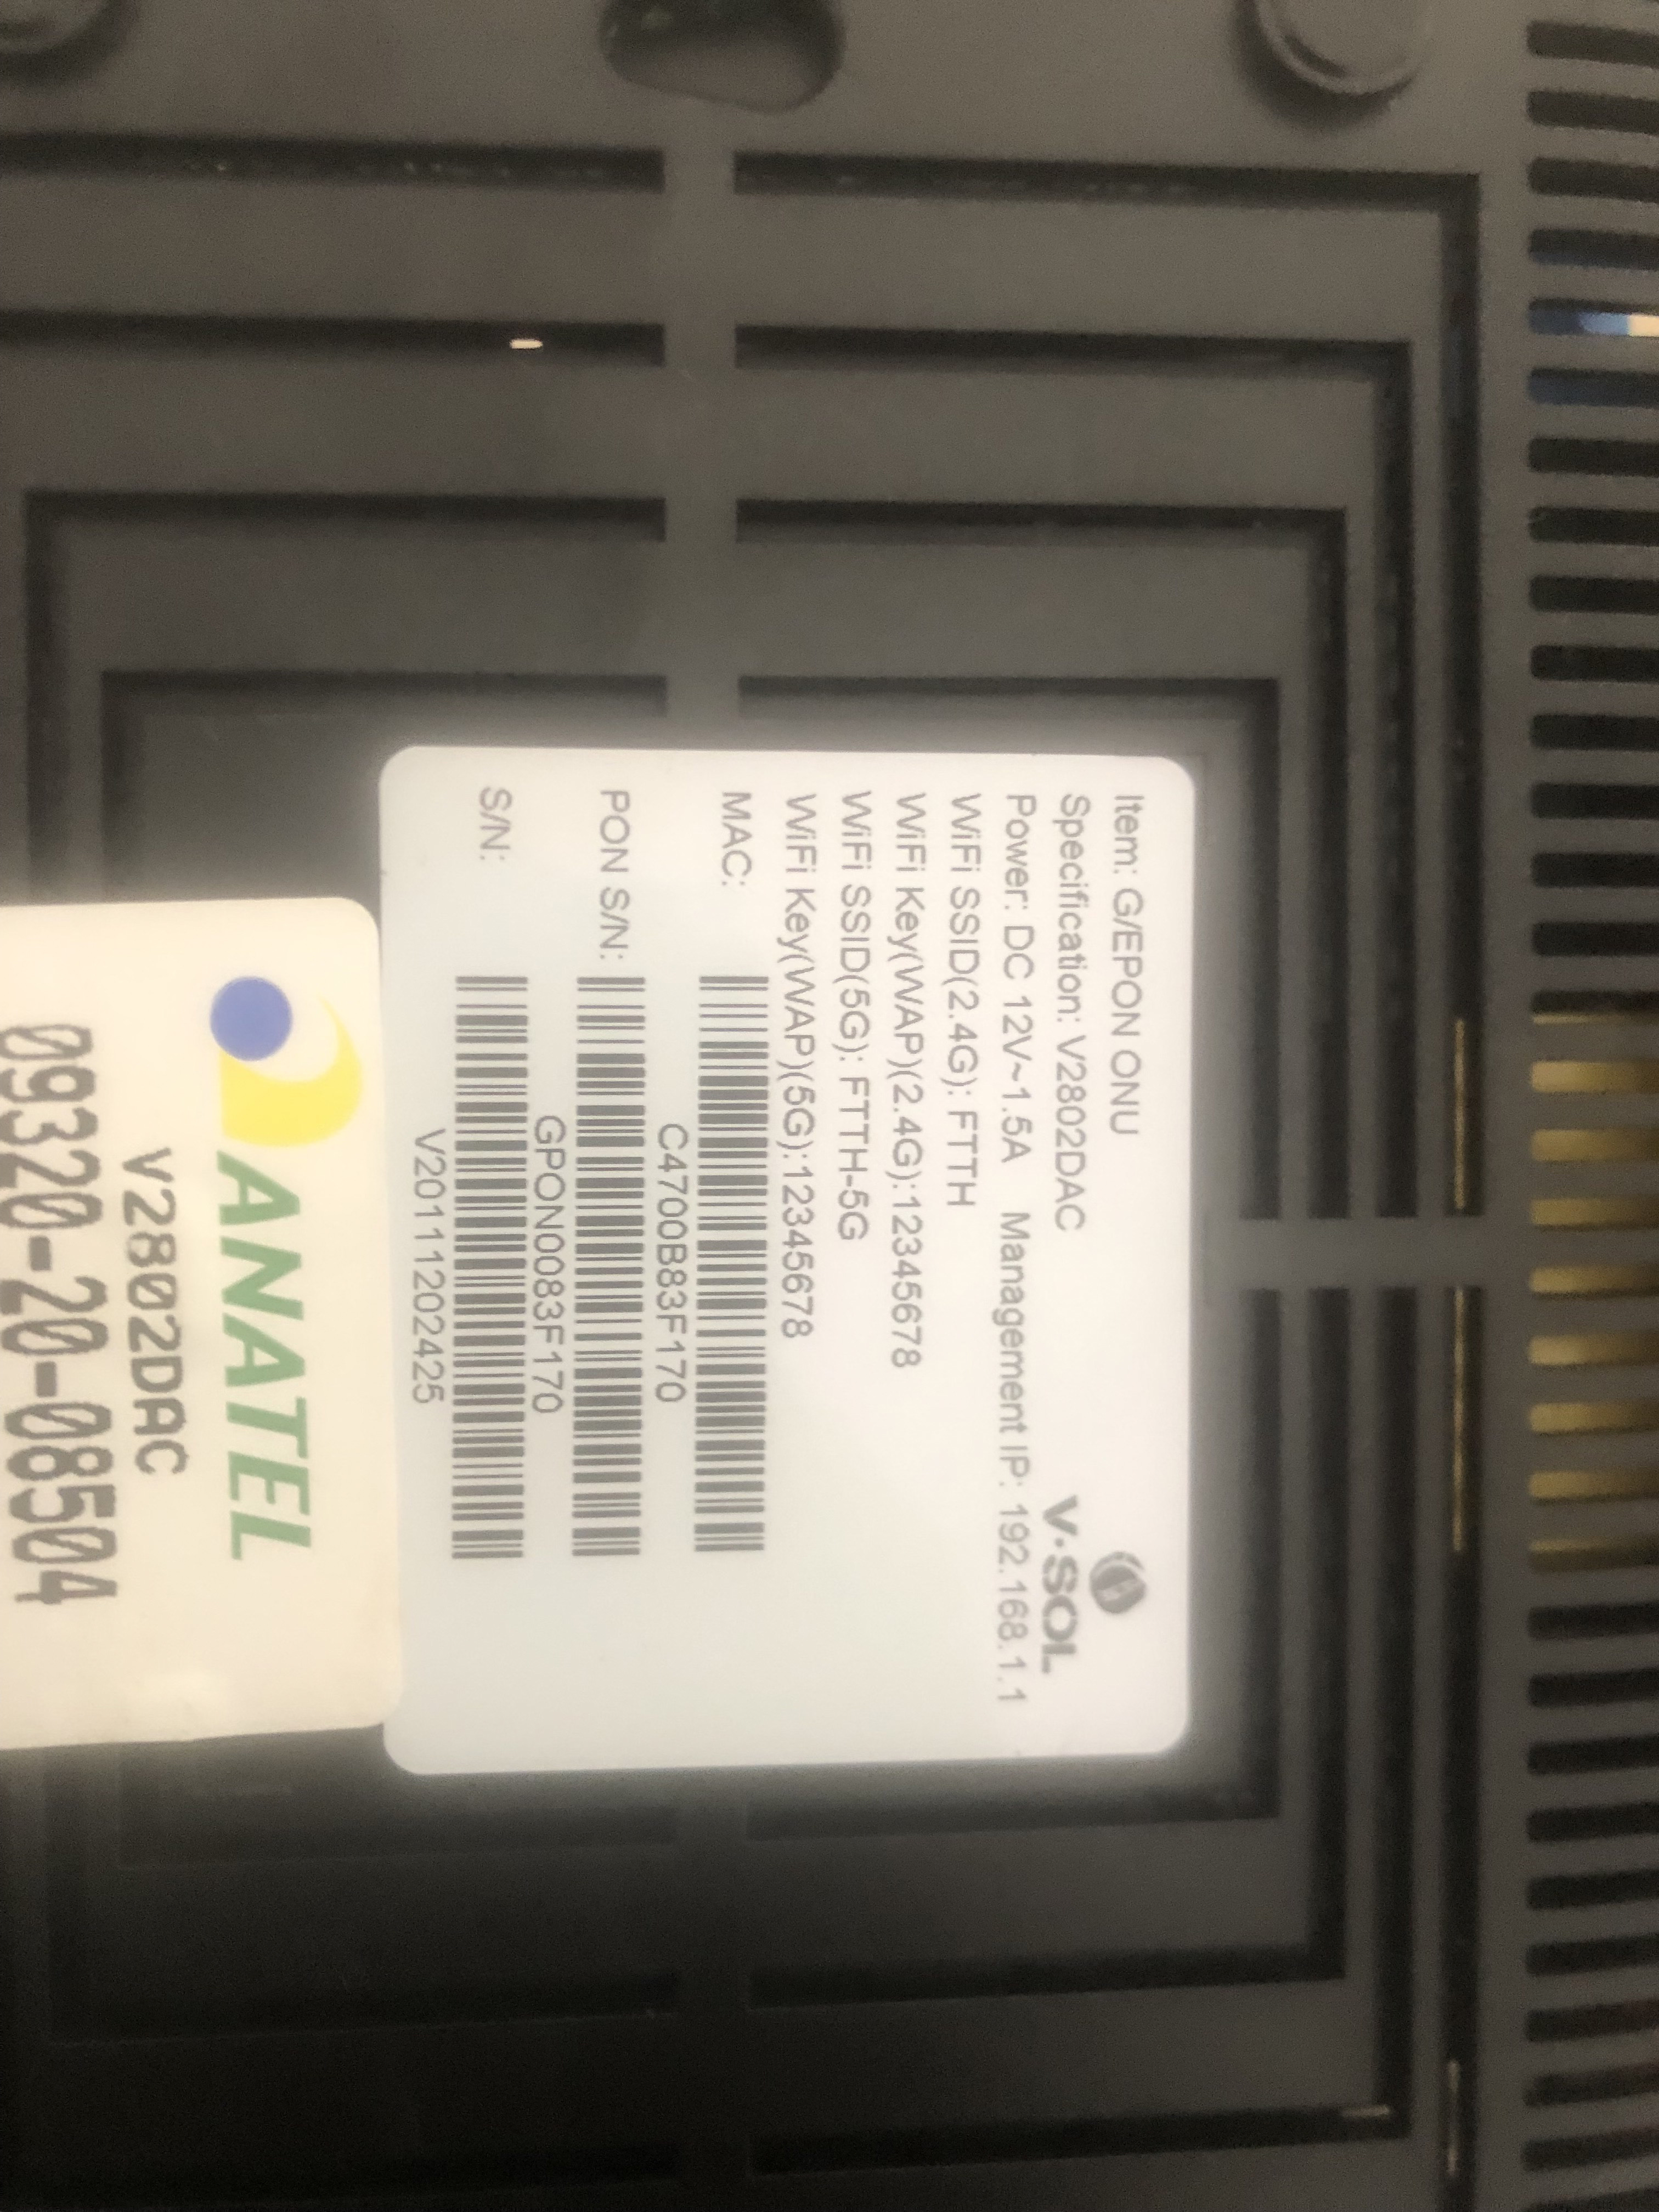 V·SOL
Item: G/EPON ONU
Specification: V2802DAC
Power: DC 12V~1.5A Management IP: 192.168.1.1
WiFi SSID(2.4G): FTTH
WiFi Key(WAP)(2.4G):12345678
WiFi SSID(5G): FTTH-5G
WiFi Key(WAP)(5G):12345678
MAC:
C4700B83F170
PON S/N:
GPON0083F170
S/N:
V2011202425
ANATEL
V2802DAC
09320-20-08504